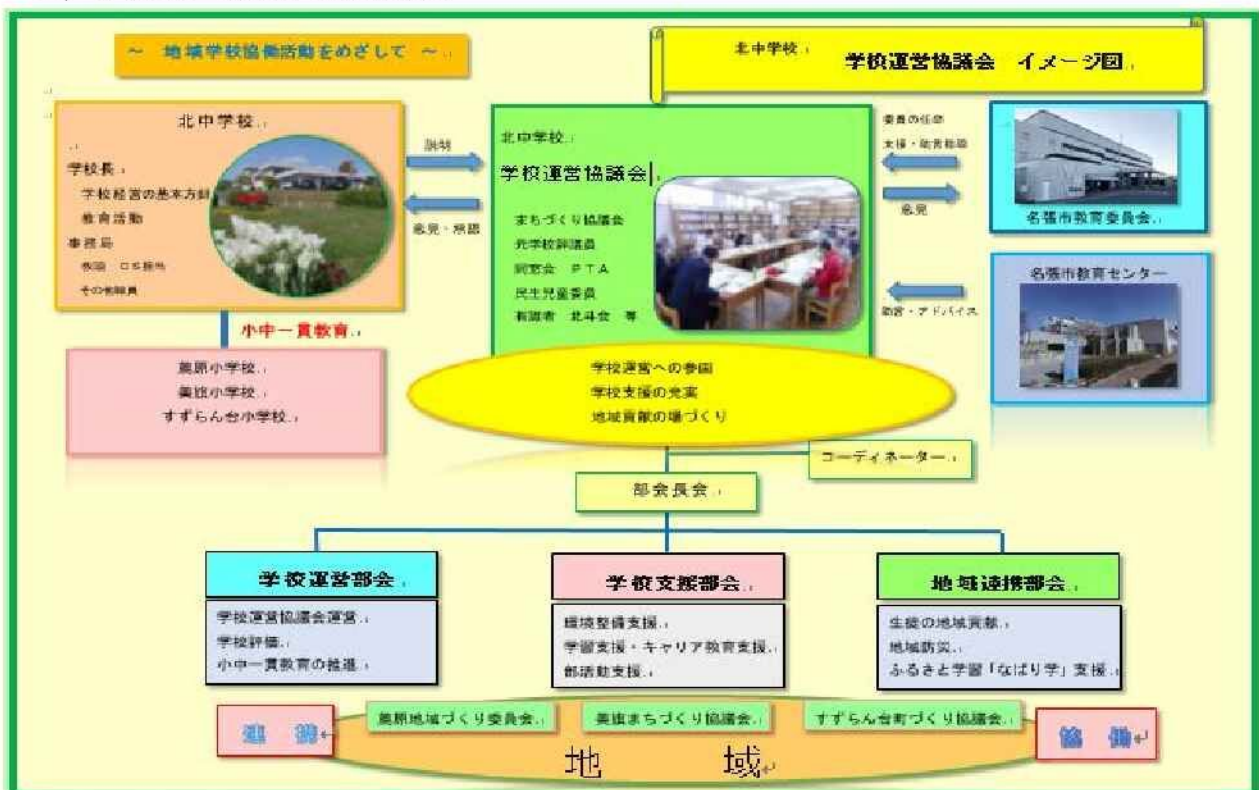 ～ 地域学校協働活動をめざして ～
北中学校
学校運営協議会 イメージ図
北中学校
学校長
学校経営の基本方針
教育活動
事務局
教頭 CS担当
その他職員
説明
意見・承認
北中学校
学校運営協議会
まちづくり協議会
元学校評議員
同窓会 PTA
民生児童委員
有識者 北斗会 等
委員の任命
支援・助言指導
意見
名張市教育委員会
名張市教育センター
助言・アドバイス
小中一貫教育
薦原小学校
美旗小学校
すずらん台小学校
学校運営への参画
学校支援の充実
地域貢献の場づくり
コーディネーター
部会長会
学校運営部会
学校運営協議会運営
学校評価
小中一貫教育の推進
学校支援部会
環境整備支援
学習支援・キャリア教育支援
部活動支援
地域連携部会
生徒の地域貢献
地域防災
ふるさと学習「なばり学」支援
連 携
薦原地域づくり委員会
美旗まちづくり協議会
すずらん台町づくり協議会
協 働
地 域